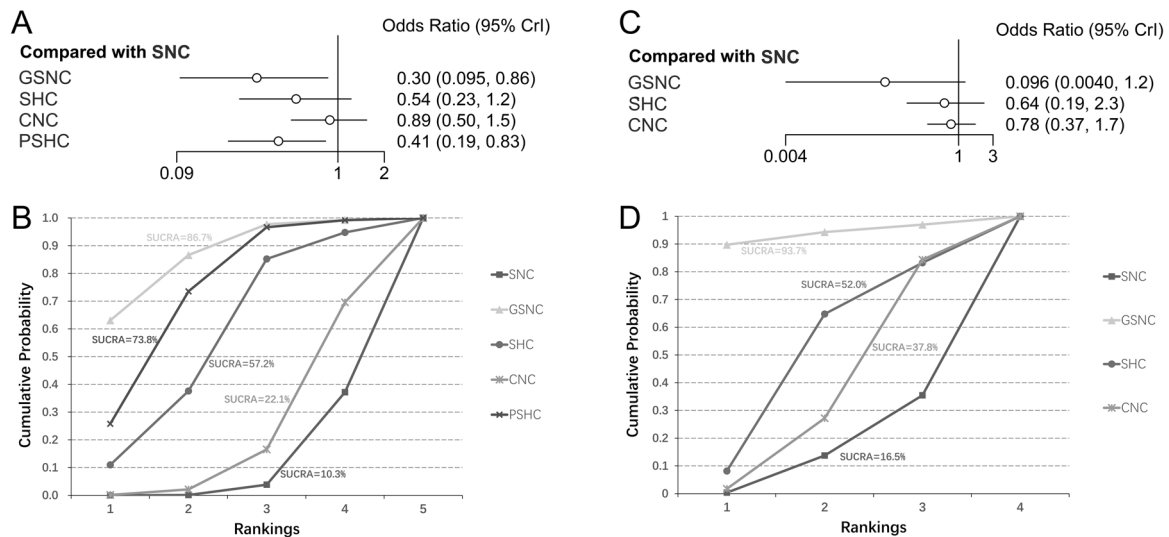 A
Odds Ratio (95% CrI)
Compared with SNC
GSNC 0.30 (0.095, 0.86)
SHC 0.54 (0.23, 1.2)
CNC 0.89 (0.50, 1.5)
PSHC 0.41 (0.19, 0.83)
0.09 1 2
C
Odds Ratio (95% CrI)
Compared with SNC
GSNC 0.096 (0.0040, 1.2)
SHC 0.64 (0.19, 2.3)
CNC 0.78 (0.37, 1.7)
0.004 1 3
B
Cumulative Probability
1.0
0.9
0.8
0.7
0.6
0.5
0.4
0.3
0.2
0.1
0.0
SUCRA=86.7%
SUCRA=73.8%
SUCRA=57.2%
SUCRA=22.1%
SUCRA=10.3%
1 2 3 4 5
Rankings
SNC
GSNC
SHC
CNC
PSHC
D
Cumulative Probability
1
0.9
0.8
0.7
0.6
0.5
0.4
0.3
0.2
0.1
0
SUCRA=93.7%
SUCRA=52.0%
SUCRA=37.8%
SUCRA=16.5%
1 2 3 4
Rankings
SNC
GSNC
SHC
CNC